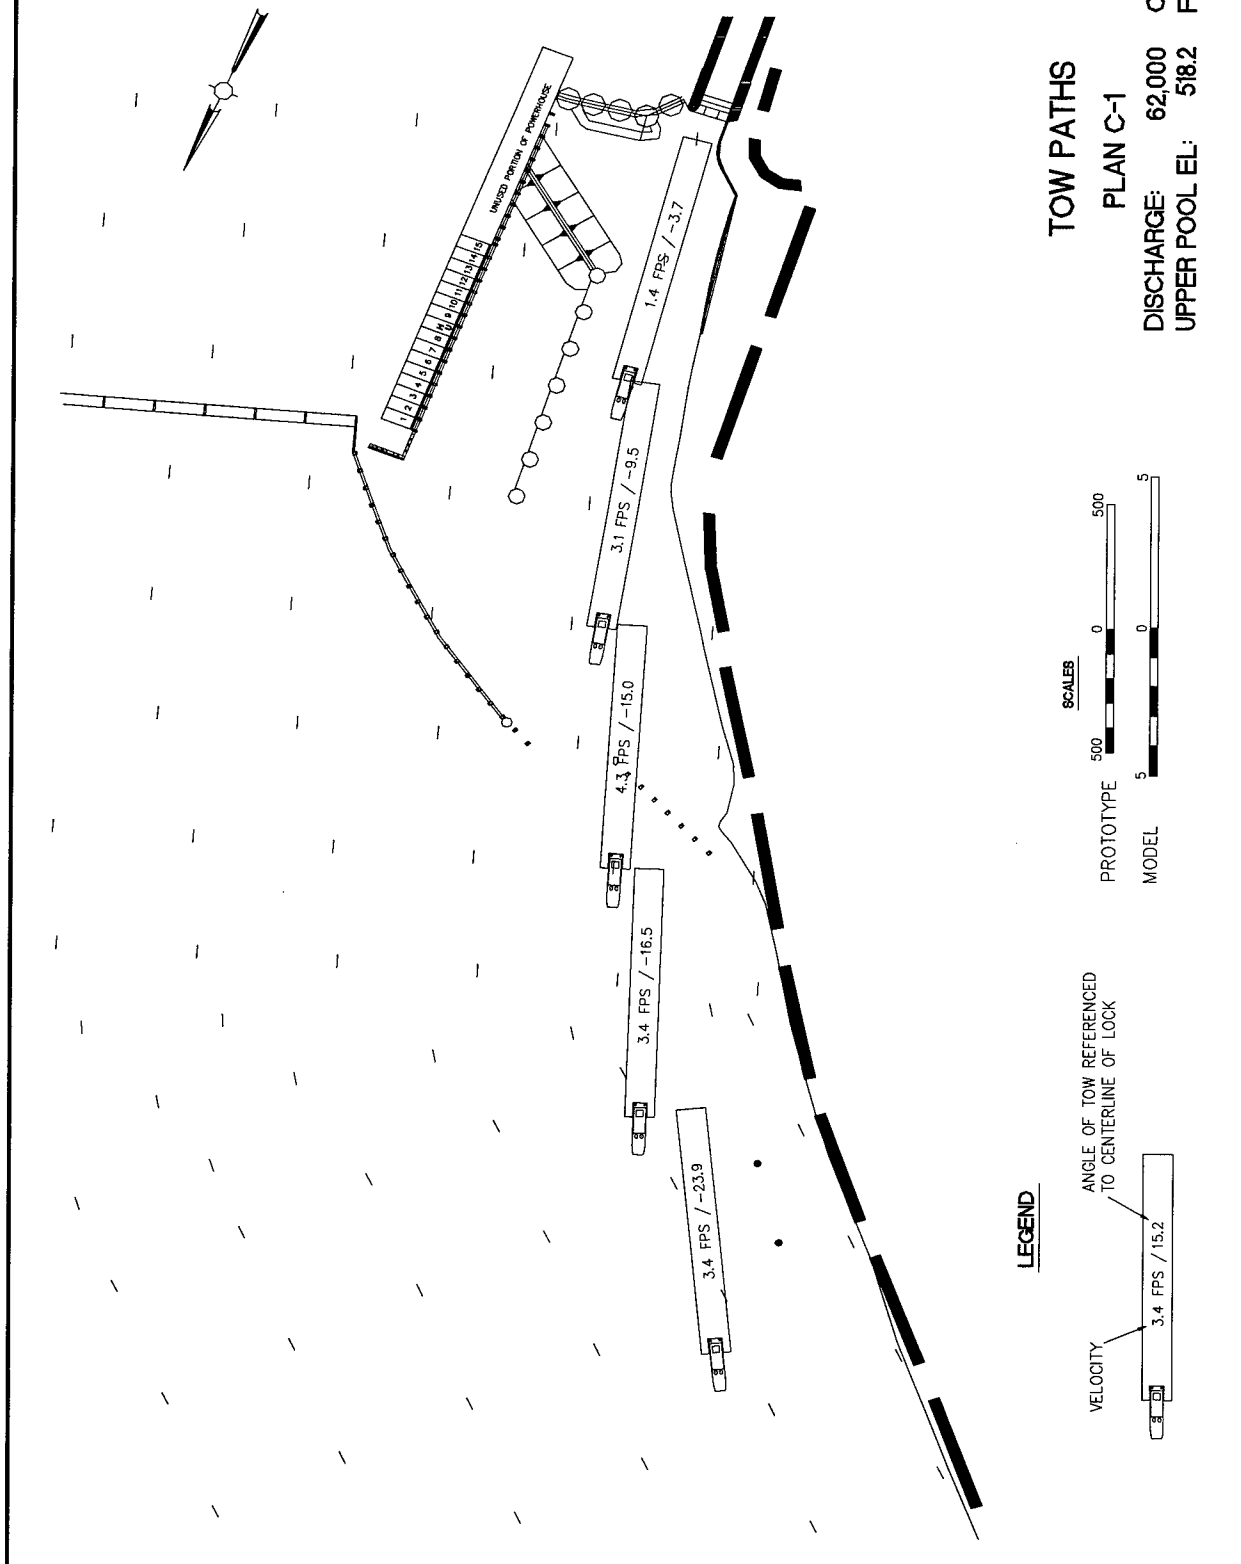 UNUSED PORTION OF POWERHOUSE
1 2 3 4 5 6 7 8 9 10 11 12 13 14 15
1.4 FPS / -3.7
3.1 FPS / -9.5
4.3 FPS / -15.0
3.4 FPS / -16.5
3.4 FPS / -23.9
LEGEND
VELOCITY
ANGLE OF TOW REFERENCED
TO CENTERLINE OF LOCK
3.4 FPS / 15.2
SCALES
PROTOTYPE 500 0 500
MODEL 5 0 5
TOW PATHS
PLAN C-1
DISCHARGE: 62,000
UPPER POOL EL: 518.2